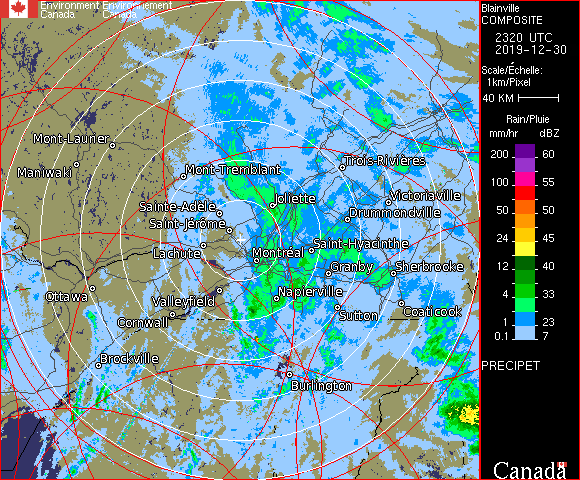 Environment Environnement
Canada Canada
Mont-Laurier
Maniwaki
Mont-Tremblant
Trois-Rivières
Sainte-Adèle
Joliette
Victoriaville
Drummondville
Saint-Jérôme
Lachute
Montréal
Saint-Hyacinthe
Granby
Sherbrooke
Ottawa
Valleyfield
Napierville
Cornwall
Sutton
Coaticook
Brockville
Burlington
Blainville
COMPOSITE
2320 UTC
2019-12-30
Scale/Échelle:
1km/Pixel
40 KM
Rain/Pluie
mm/hr dBZ
200 60
100 55
50 50
24 45
12 40
4 33
1 23
0.1 7
PRECIPET
Canada